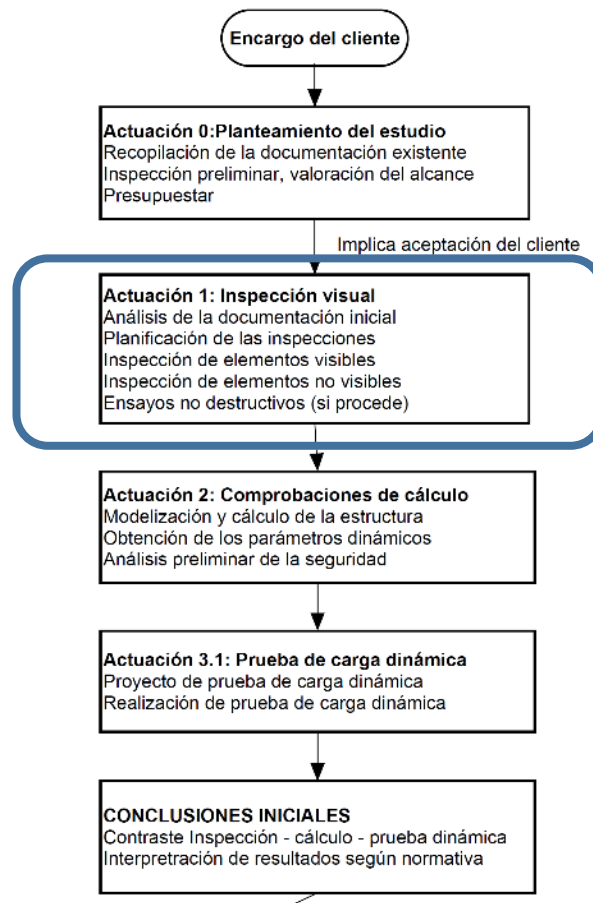 Encargo del cliente
Actuación 0:Planteamiento del estudio
Recopilación de la documentación existente
Inspección preliminar, valoración del alcance
Presupuestar
Implica aceptación del cliente
Actuación 1: Inspección visual
Análisis de la documentación inicial
Planificación de las inspecciones
Inspección de elementos visibles
Inspección de elementos no visibles
Ensayos no destructivos (si procede)
Actuación 2: Comprobaciones de cálculo
Modelización y cálculo de la estructura
Obtención de los parámetros dinámicos
Análisis preliminar de la seguridad
Actuación 3.1: Prueba de carga dinámica
Proyecto de prueba de carga dinámica
Realización de prueba de carga dinámica
CONCLUSIONES INICIALES
Contraste Inspección - cálculo - prueba dinámica
Interpretración de resultados según normativa